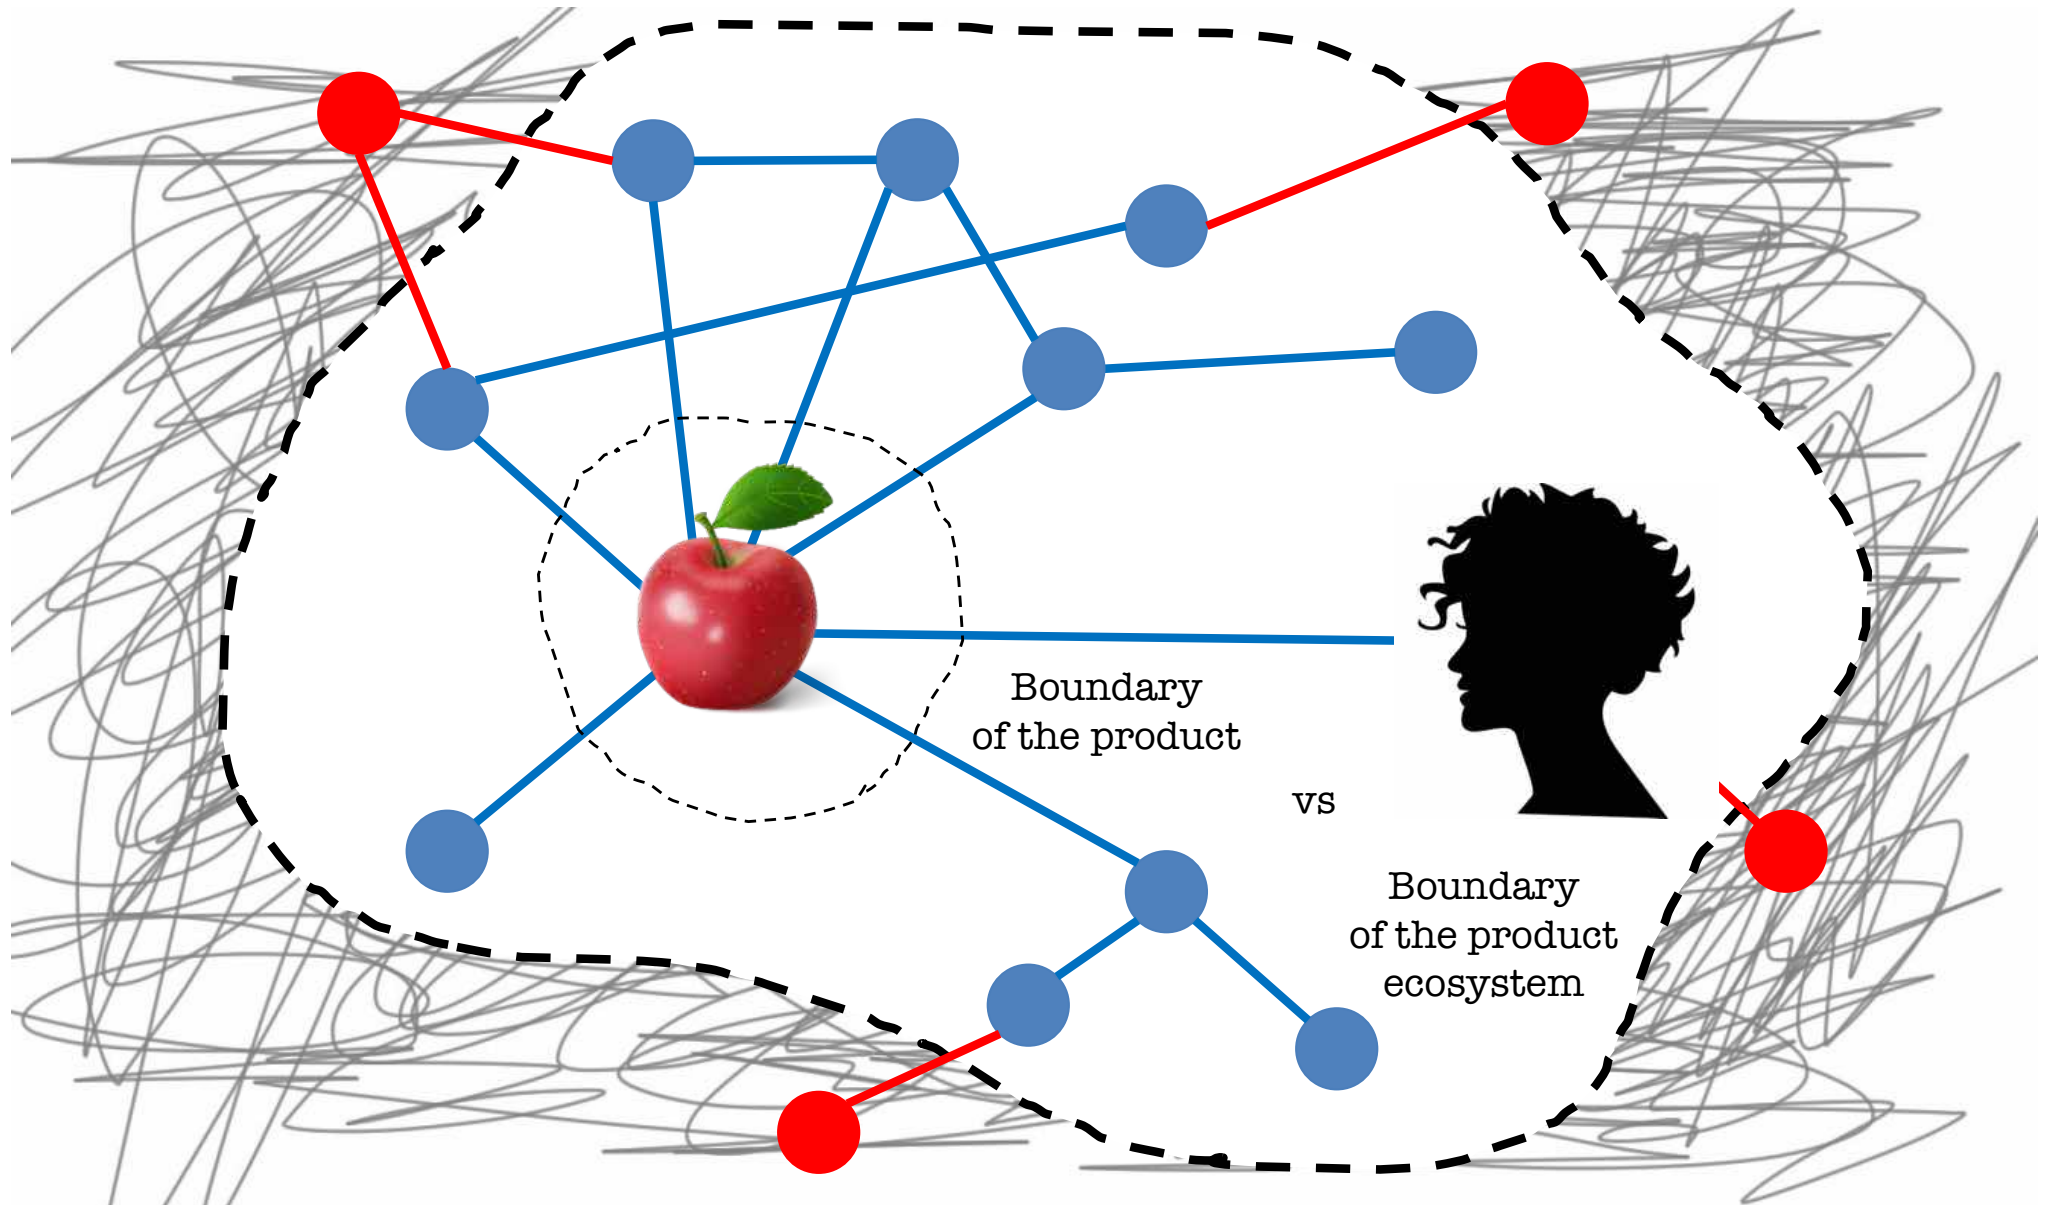 Boundary
of the product
vs
Boundary
of the product
ecosystem